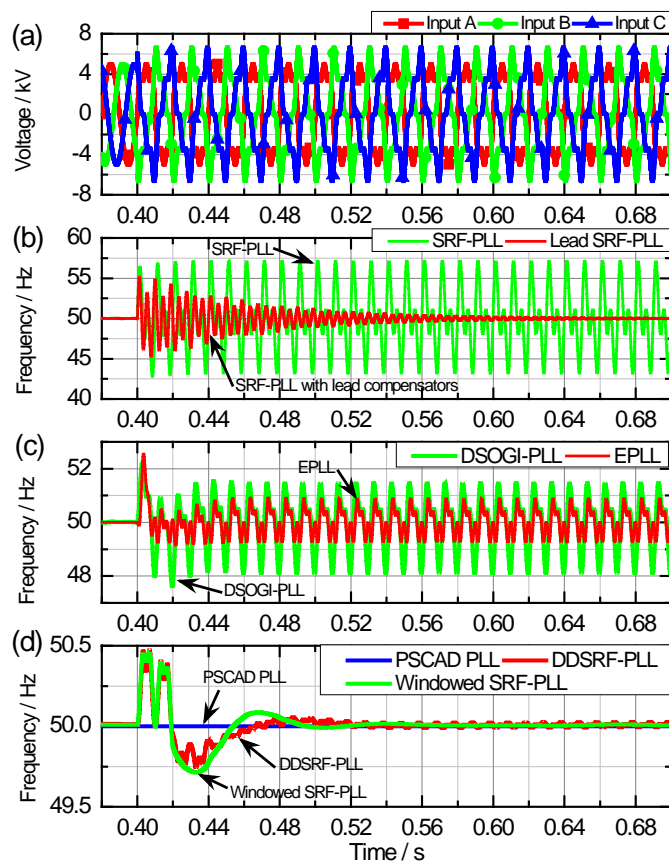 (a)
Input A Input B Input C
Voltage / kV
8
4
0
-4
-8
0.40 0.44 0.48 0.52 0.56 0.60 0.64 0.68
(b)
SRF-PLL
SRF-PLL Lead SRF-PLL
Frequency / Hz
60
55
50
45
40
SRF-PLL with lead compensators
0.40 0.44 0.48 0.52 0.56 0.60 0.64 0.68
(c)
DSOGI-PLL EPLL
EPLL
Frequency / Hz
52
50
48
DSOGI-PLL
0.40 0.44 0.48 0.52 0.56 0.60 0.64 0.68
(d)
PSCAD PLL DDSRF-PLL
Windowed SRF-PLL
Frequency / Hz
50.5
50.0
49.5
PSCAD PLL
DDSRF-PLL
Windowed SRF-PLL
0.40 0.44 0.48 0.52 0.56 0.60 0.64 0.68
Time / s